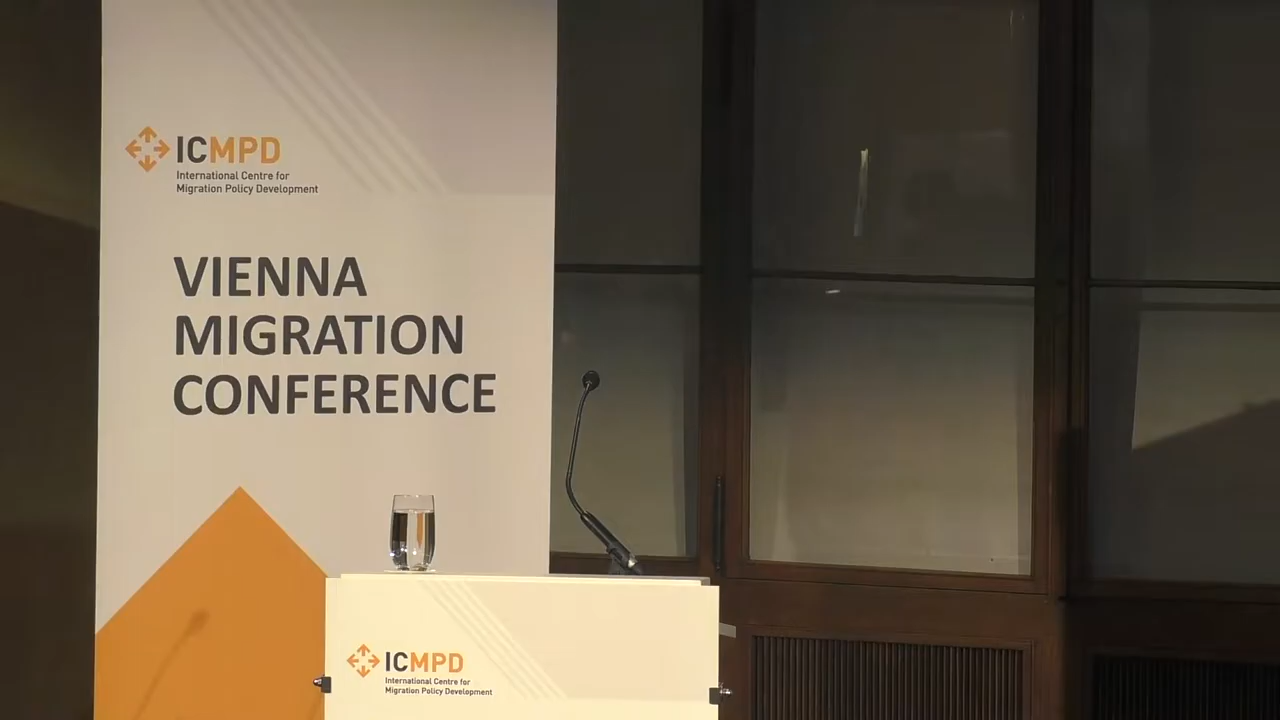 ICMPD
International Centre for
Migration Policy Development
VIENNA
MIGRATION
CONFERENCE
ICMPD
International Centre for
Migration Policy Development